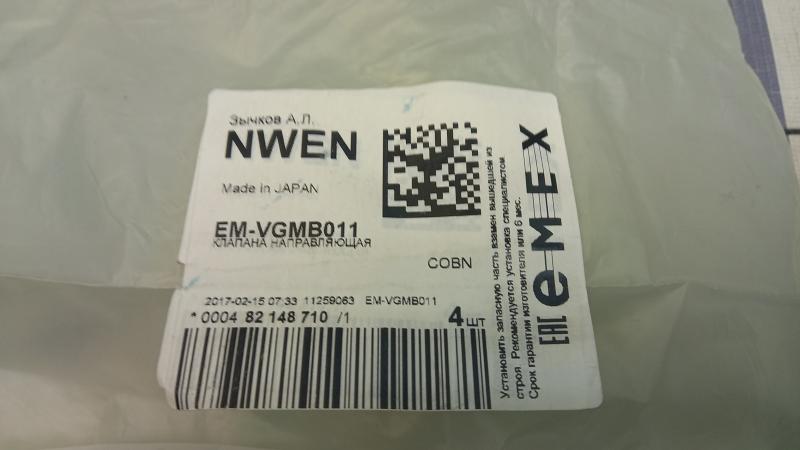 Зычков А.Л.
NWEN
Made in JAPAN
EM-VGMB011
КЛАПАНА НАПРАВЛЯЮЩАЯ
COBN
2017-02-15 07:33 11259063 EM-VGMB011
*0004 82 148 710 /1
4 ШТ
Установить запасную часть взамен вышедшей из
строя. Рекомендуется установка специалистом
Срок гарантии изготовителя или 6 мес.
EAC
eMEX